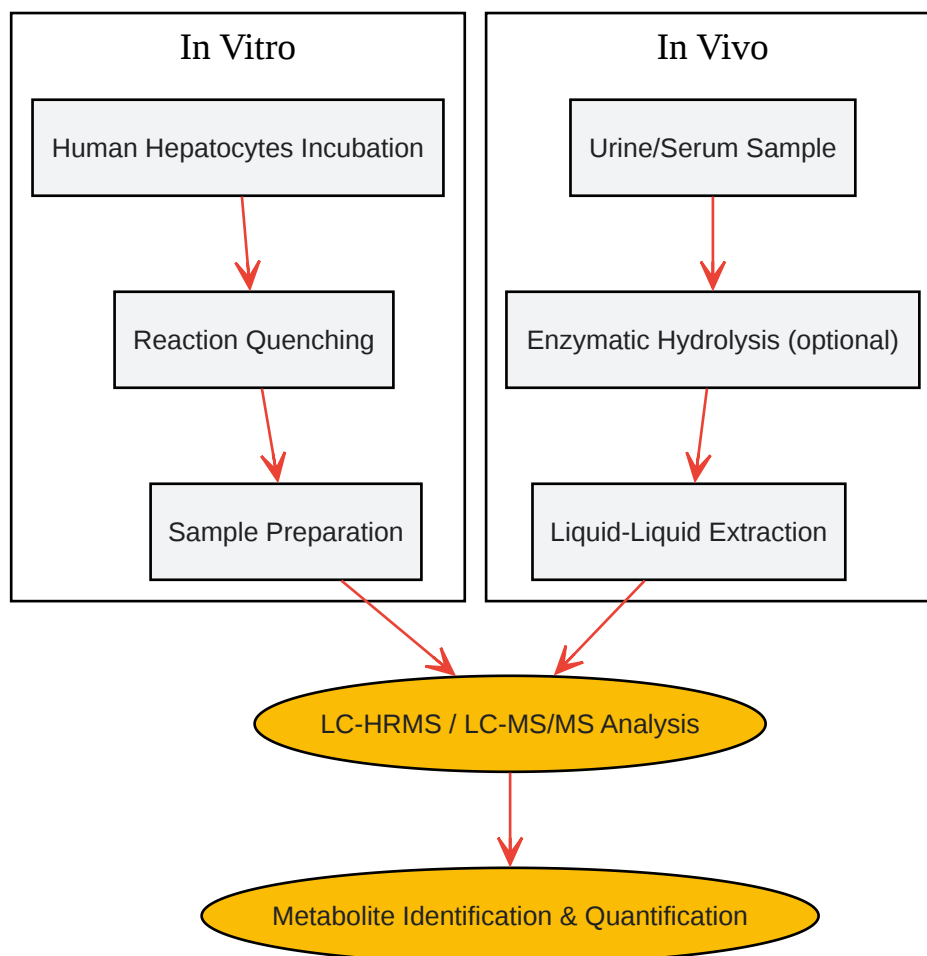 In Vitro
Human Hepatocytes Incubation
Reaction Quenching
Sample Preparation
In Vivo
Urine/Serum Sample
Enzymatic Hydrolysis (optional)
Liquid-Liquid Extraction
LC-HRMS / LC-MS/MS Analysis
Metabolite Identification & Quantification